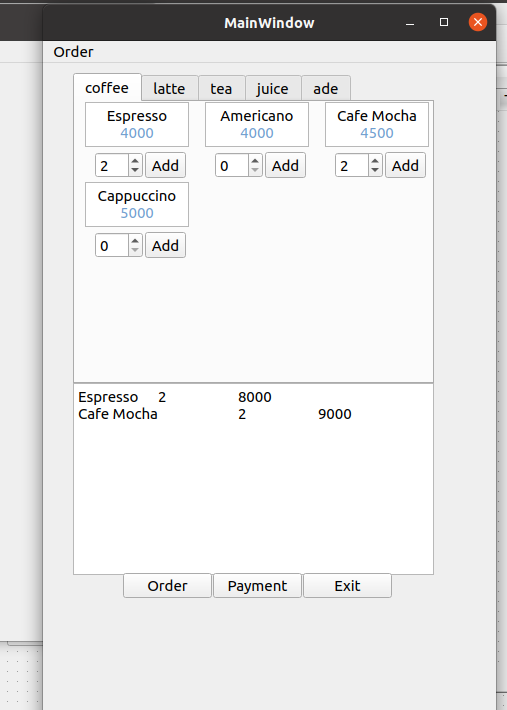 MainWindow
Order
coffee latte tea juice ade
Espresso Americano Cafe Mocha
4000 4000 4500
2 Add 0 Add 2 Add
Cappuccino
5000
0 Add
Espresso 2 8000
Cafe Mocha 2 9000
Order Payment Exit